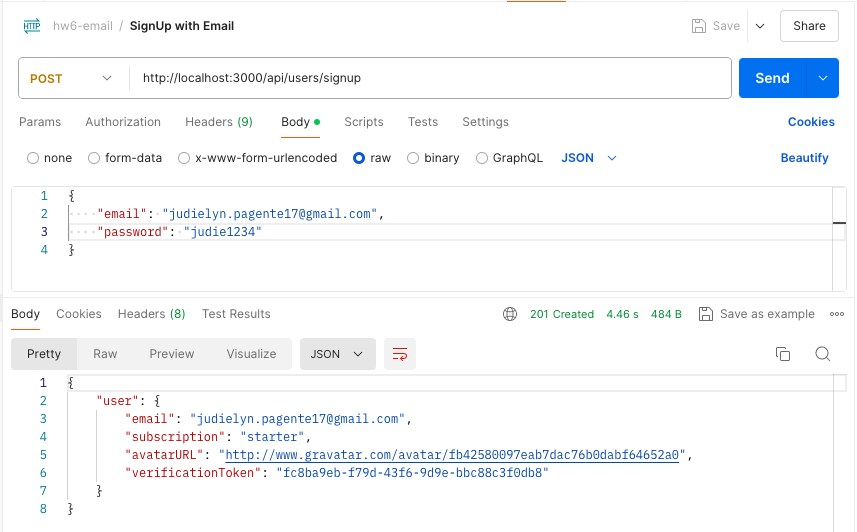 HTTP hw6-email / SignUp with Email Save Share
POST http://localhost:3000/api/users/signup Send
Params Authorization Headers (9) Body Scripts Tests Settings Cookies
none form-data x-www-form-urlencoded raw binary GraphQL JSON Beautify
1 {
2 ····"email":·"judielyn.pagente17@gmail.com",
3 ····"password":·"judie1234"
4 }
Body Cookies Headers (8) Test Results 201 Created 4.46 s 484 B Save as example
Pretty Raw Preview Visualize JSON
1 {
2 "user": {
3 "email": "judielyn.pagente17@gmail.com",
4 "subscription": "starter",
5 "avatarURL": "http://www.gravatar.com/avatar/fb42580097eab7dac76b0dabf64652a0",
6 "verificationToken": "fc8ba9eb-f79d-43f6-9d9e-bbc88c3f0db8"
7 }
8 }